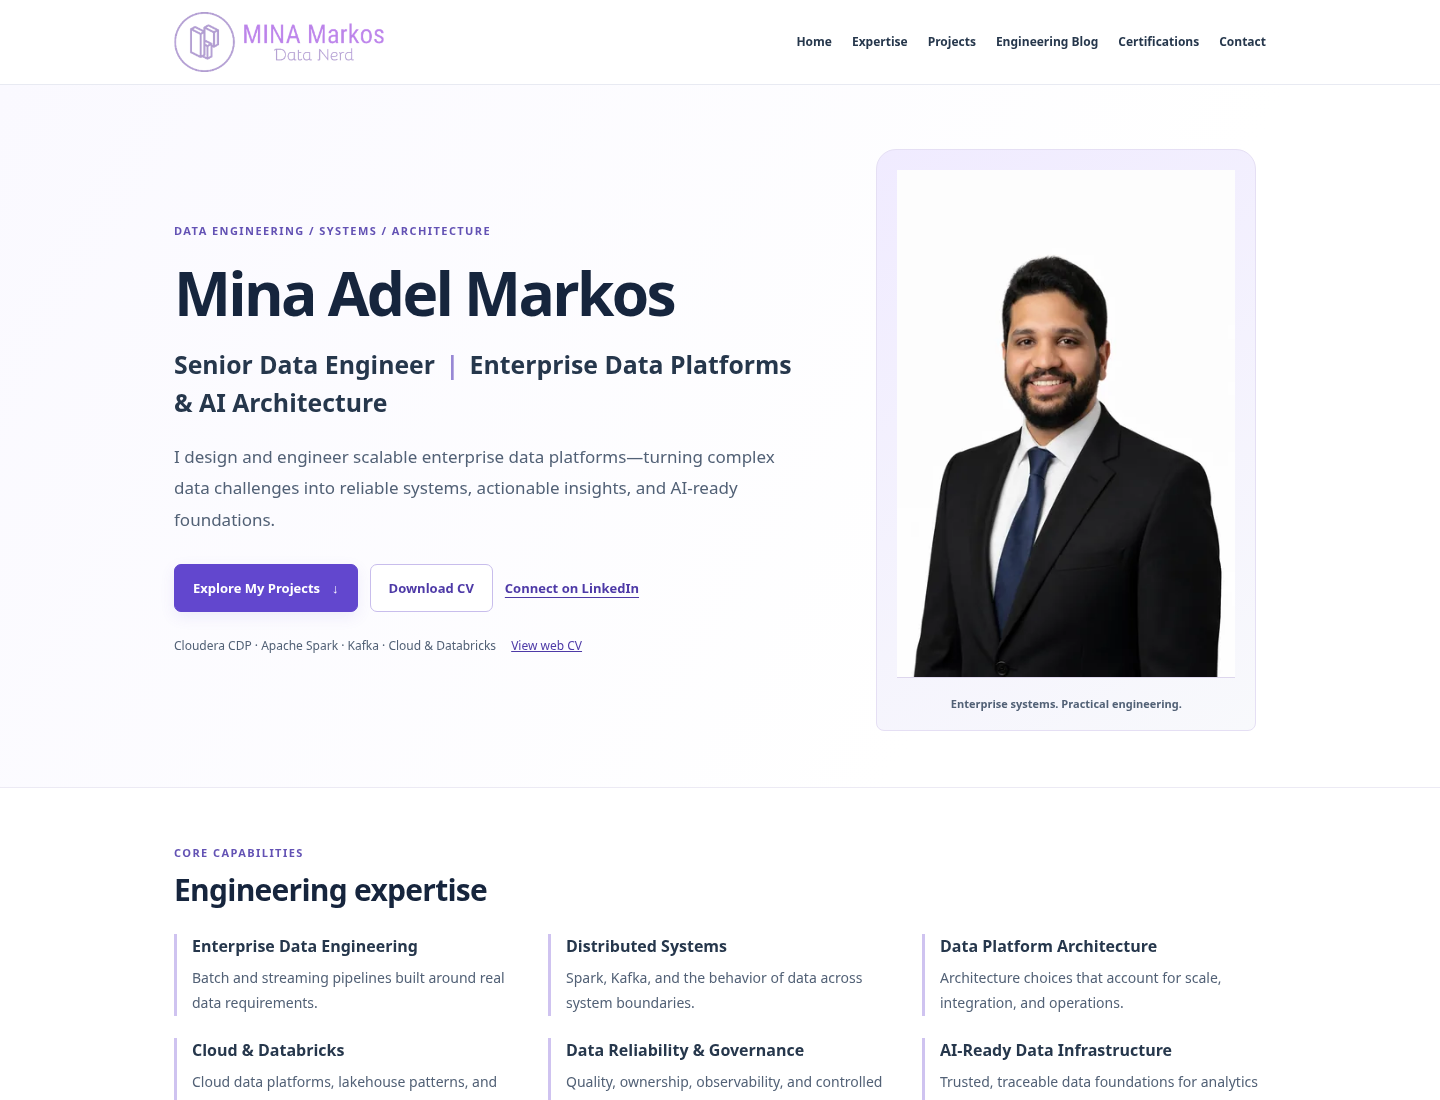 MINA Markos
Data Nerd
Home Expertise Projects Engineering Blog Certifications Contact
DATA ENGINEERING / SYSTEMS / ARCHITECTURE
Mina Adel Markos
Senior Data Engineer | Enterprise Data Platforms
& AI Architecture
I design and engineer scalable enterprise data platforms—turning complex
data challenges into reliable systems, actionable insights, and AI-ready
foundations.
Explore My Projects ↓ Download CV Connect on LinkedIn
Cloudera CDP · Apache Spark · Kafka · Cloud & Databricks View web CV
Enterprise systems. Practical engineering.
CORE CAPABILITIES
Engineering expertise
Enterprise Data Engineering
Batch and streaming pipelines built around real
data requirements.
Distributed Systems
Spark, Kafka, and the behavior of data across
system boundaries.
Data Platform Architecture
Architecture choices that account for scale,
integration, and operations.
Cloud & Databricks
Cloud data platforms, lakehouse patterns, and
Data Reliability & Governance
Quality, ownership, observability, and controlled
AI-Ready Data Infrastructure
Trusted, traceable data foundations for analytics